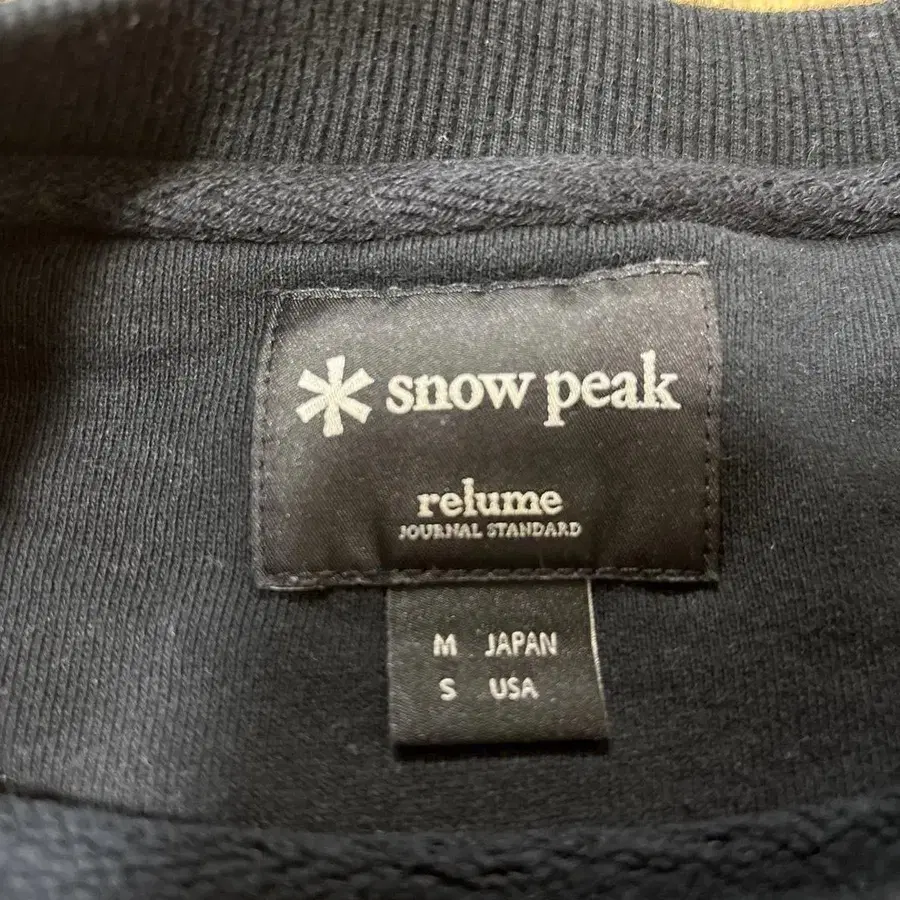 snow peak
relume
JOURNAL STANDARD
M JAPAN
S USA